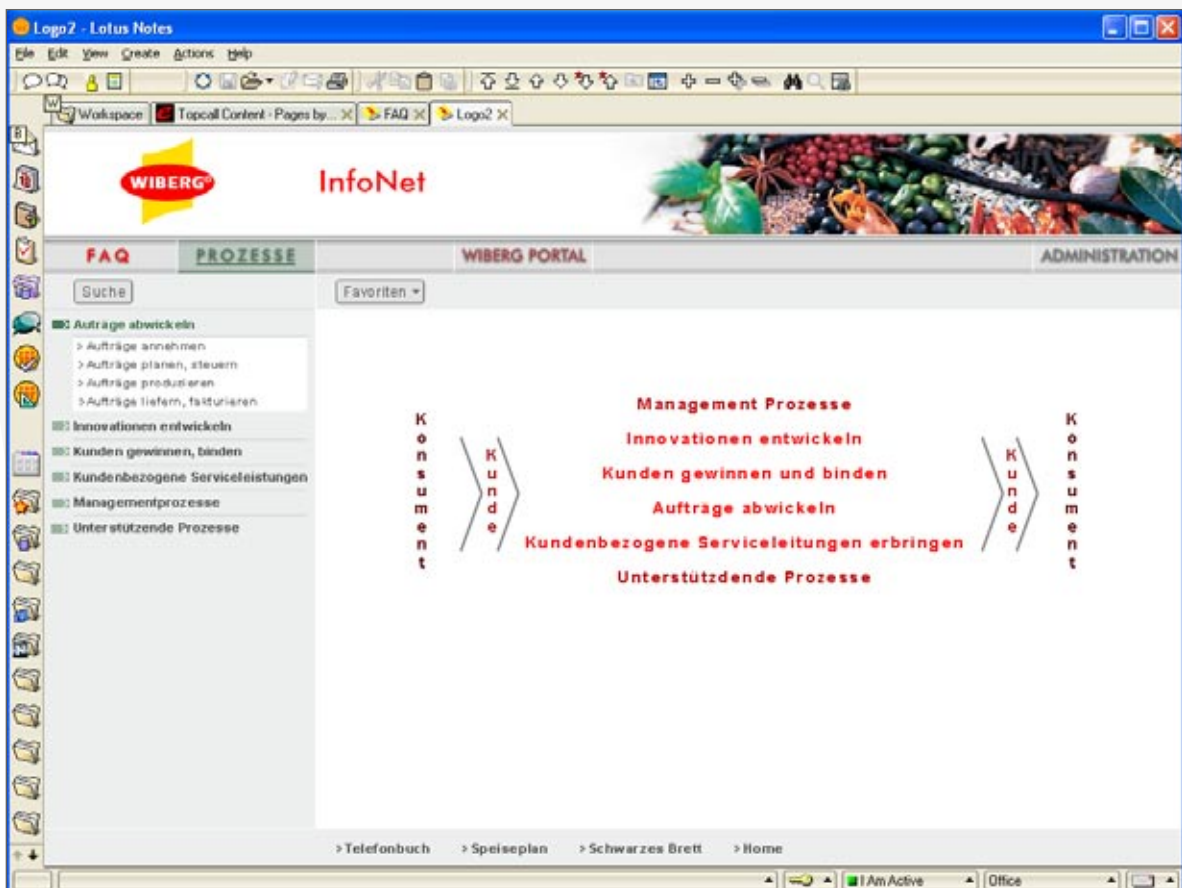 Logo2 - Lotus Notes
File Edit View Create Actions Help
Workspace Topcall Content - Pages by... FAQ Logo2
WIBERG® InfoNet
FAQ PROZESSE WIBERG PORTAL ADMINISTRATION
Suche Favoriten
Auträge abwickeln
> Aufträge annehmen
> Aufträge planen, steuern
> Aufträge produzieren
> Aufträge liefern, fakturieren
Innovationen entwickeln
Kunden gewinnen, binden
Kundenbezogene Serviceleistungen
Managementprozesse
Unterstützende Prozesse
Konsument
Kunde
Management Prozesse
Innovationen entwickeln
Kunden gewinnen und binden
Aufträge abwickeln
Kundenbezogene Serviceleitungen erbringen
Unterstützdende Prozesse
Kunde
Konsument
> Telefonbuch > Speiseplan > Schwarzes Brett > Home
I Am Active Office